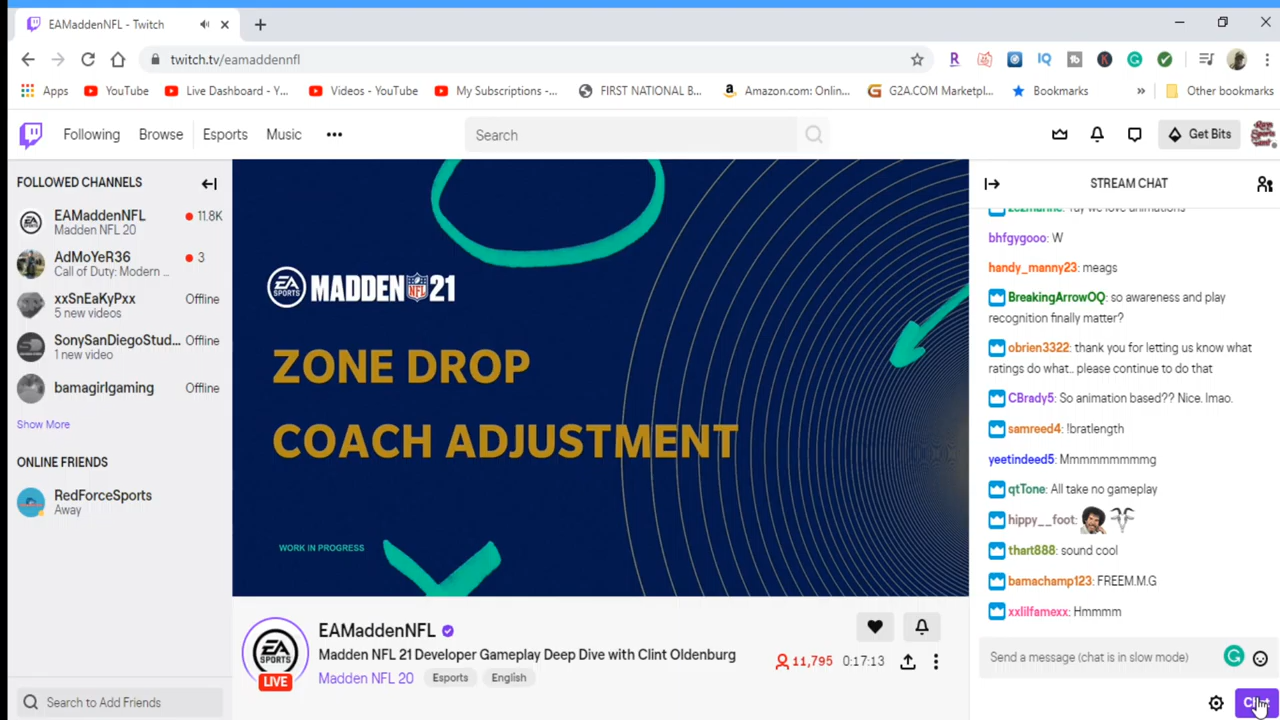 EAMaddenNFL - Twitch
twitch.tv/eamaddennfl
Apps
YouTube
Live Dashboard - Y...
Videos - YouTube
My Subscriptions -...
FIRST NATIONAL B...
Amazon.com: Onlin...
G2A.COM Marketpl...
Bookmarks
»
Other bookmarks
Following
Browse
Esports
Music
Search
Get Bits
FOLLOWED CHANNELS
EAMaddenNFL
Madden NFL 20
11.8K
AdMoYeR36
Call of Duty: Modern ...
3
xxSnEaKyPxx
5 new videos
Offline
SonySanDiegoStud...
1 new video
Offline
bamagirlgaming
Offline
Show More
ONLINE FRIENDS
RedForceSports
Away
Search to Add Friends
EA SPORTS
MADDEN NFL 21
ZONE DROP
COACH ADJUSTMENT
WORK IN PROGRESS
EA SPORTS
LIVE
EAMaddenNFL
Madden NFL 21 Developer Gameplay Deep Dive with Clint Oldenburg
Madden NFL 20
Esports
English
11,795
0:17:13
STREAM CHAT
bhfgygooo: W
handy_manny23: meags
BreakingArrowOQ: so awareness and play
recognition finally matter?
obrien3322: thank you for letting us know what
ratings do what.. please continue to do that
CBrady5: So animation based?? Nice. lmao.
samreed4: !bratlength
yeetindeed5: Mmmmmmmmg
qtTone: All take no gameplay
hippy__foot:
thart888: sound cool
bamachamp123: FREEM.M.G
xxlilfamexx: Hmmmm
Send a message (chat is in slow mode)